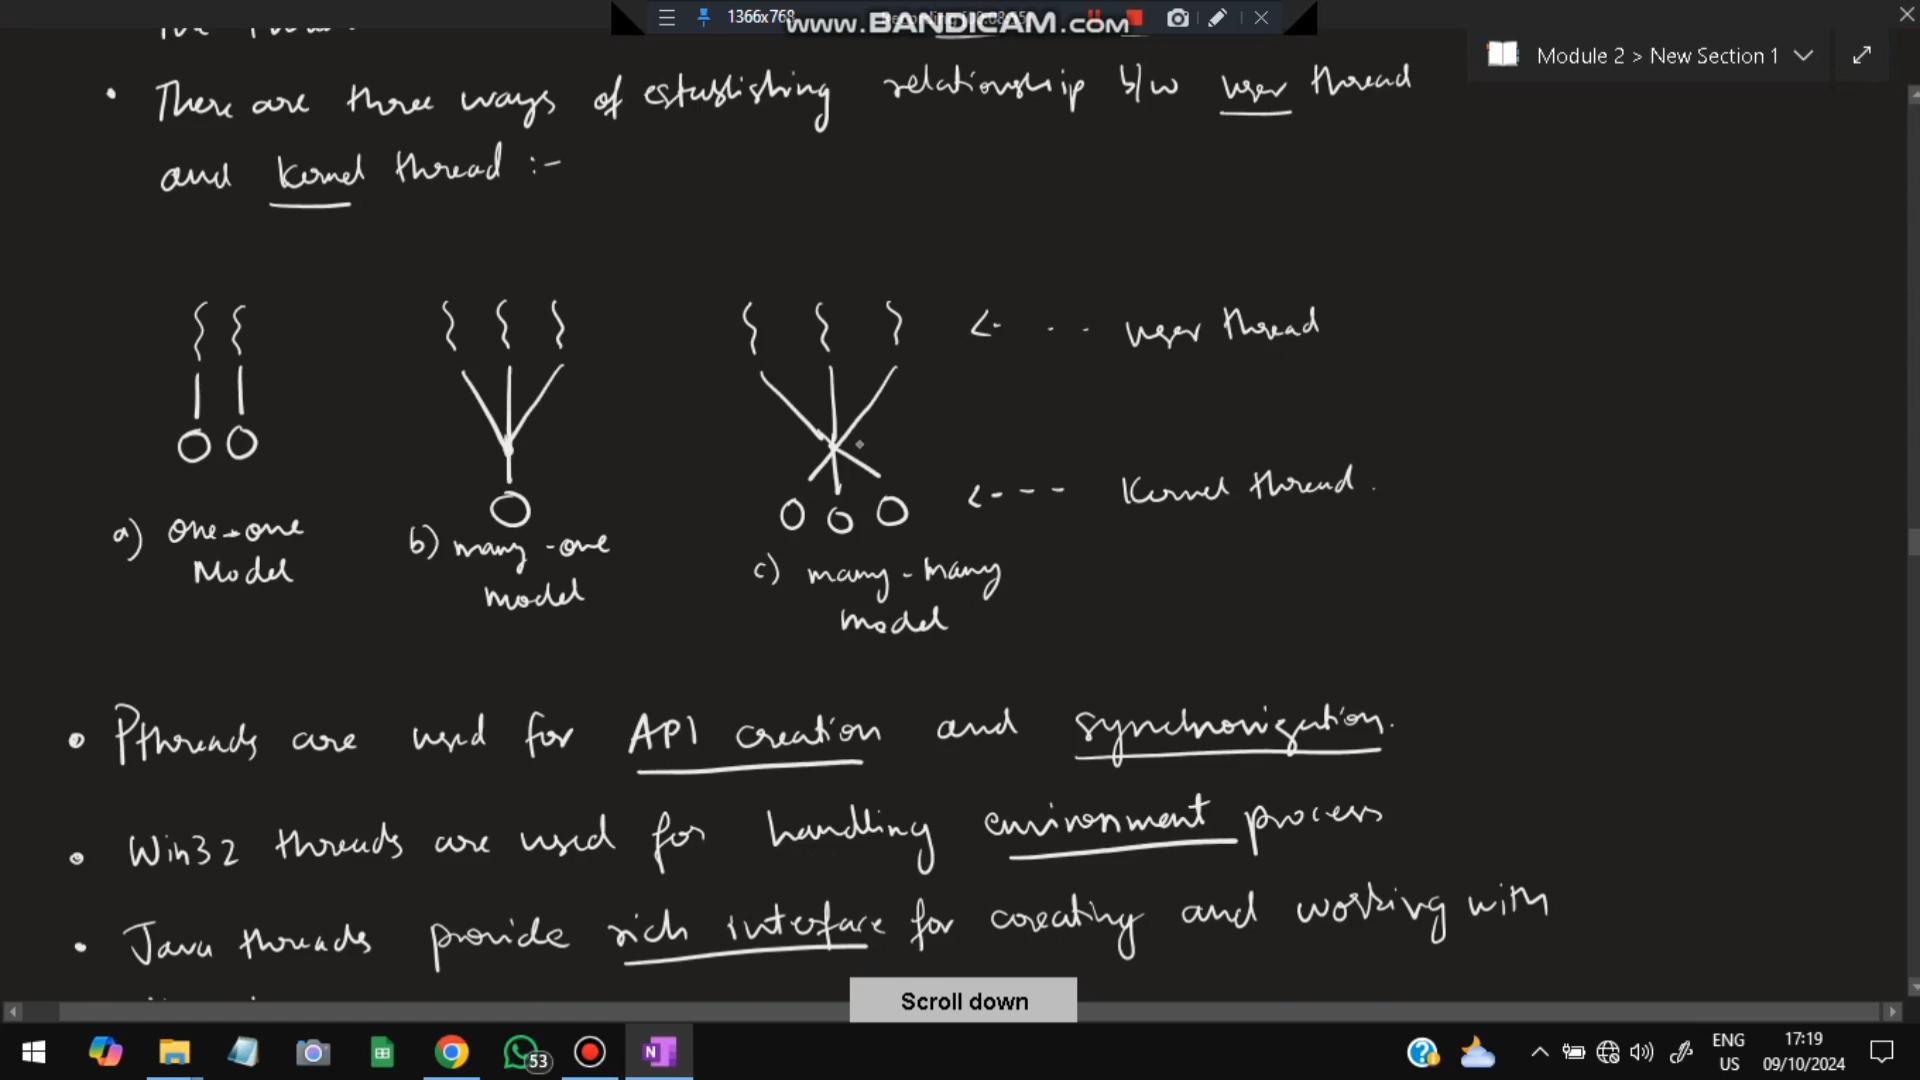 1366x768
www.BANDICAM.com
Module 2 > New Section 1
• There are three ways of establishing relationship b/w user thread
and Kernel thread :-
<- - - user thread
<- - - Kernel thread.
a) one-one
Model
b) many-one
model
c) many-many
model
• Pthreads are used for API creation and synchronization.
• Win32 threads are used for handling environment process
• Java threads provide rich interface for creating and working with
Scroll down
53
ENG
US
17:19
09/10/2024